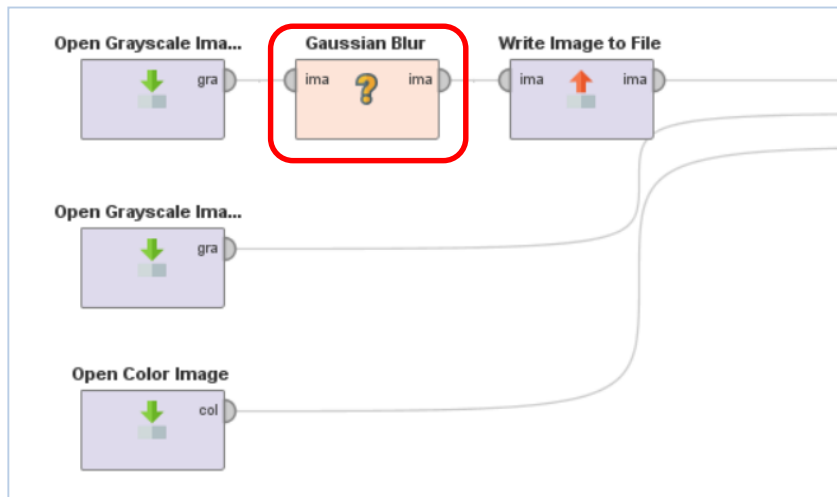 Open Grayscale Ima... Gaussian Blur Write Image to File
gra ima ima ima ima
Open Grayscale Ima...
gra
Open Color Image
col